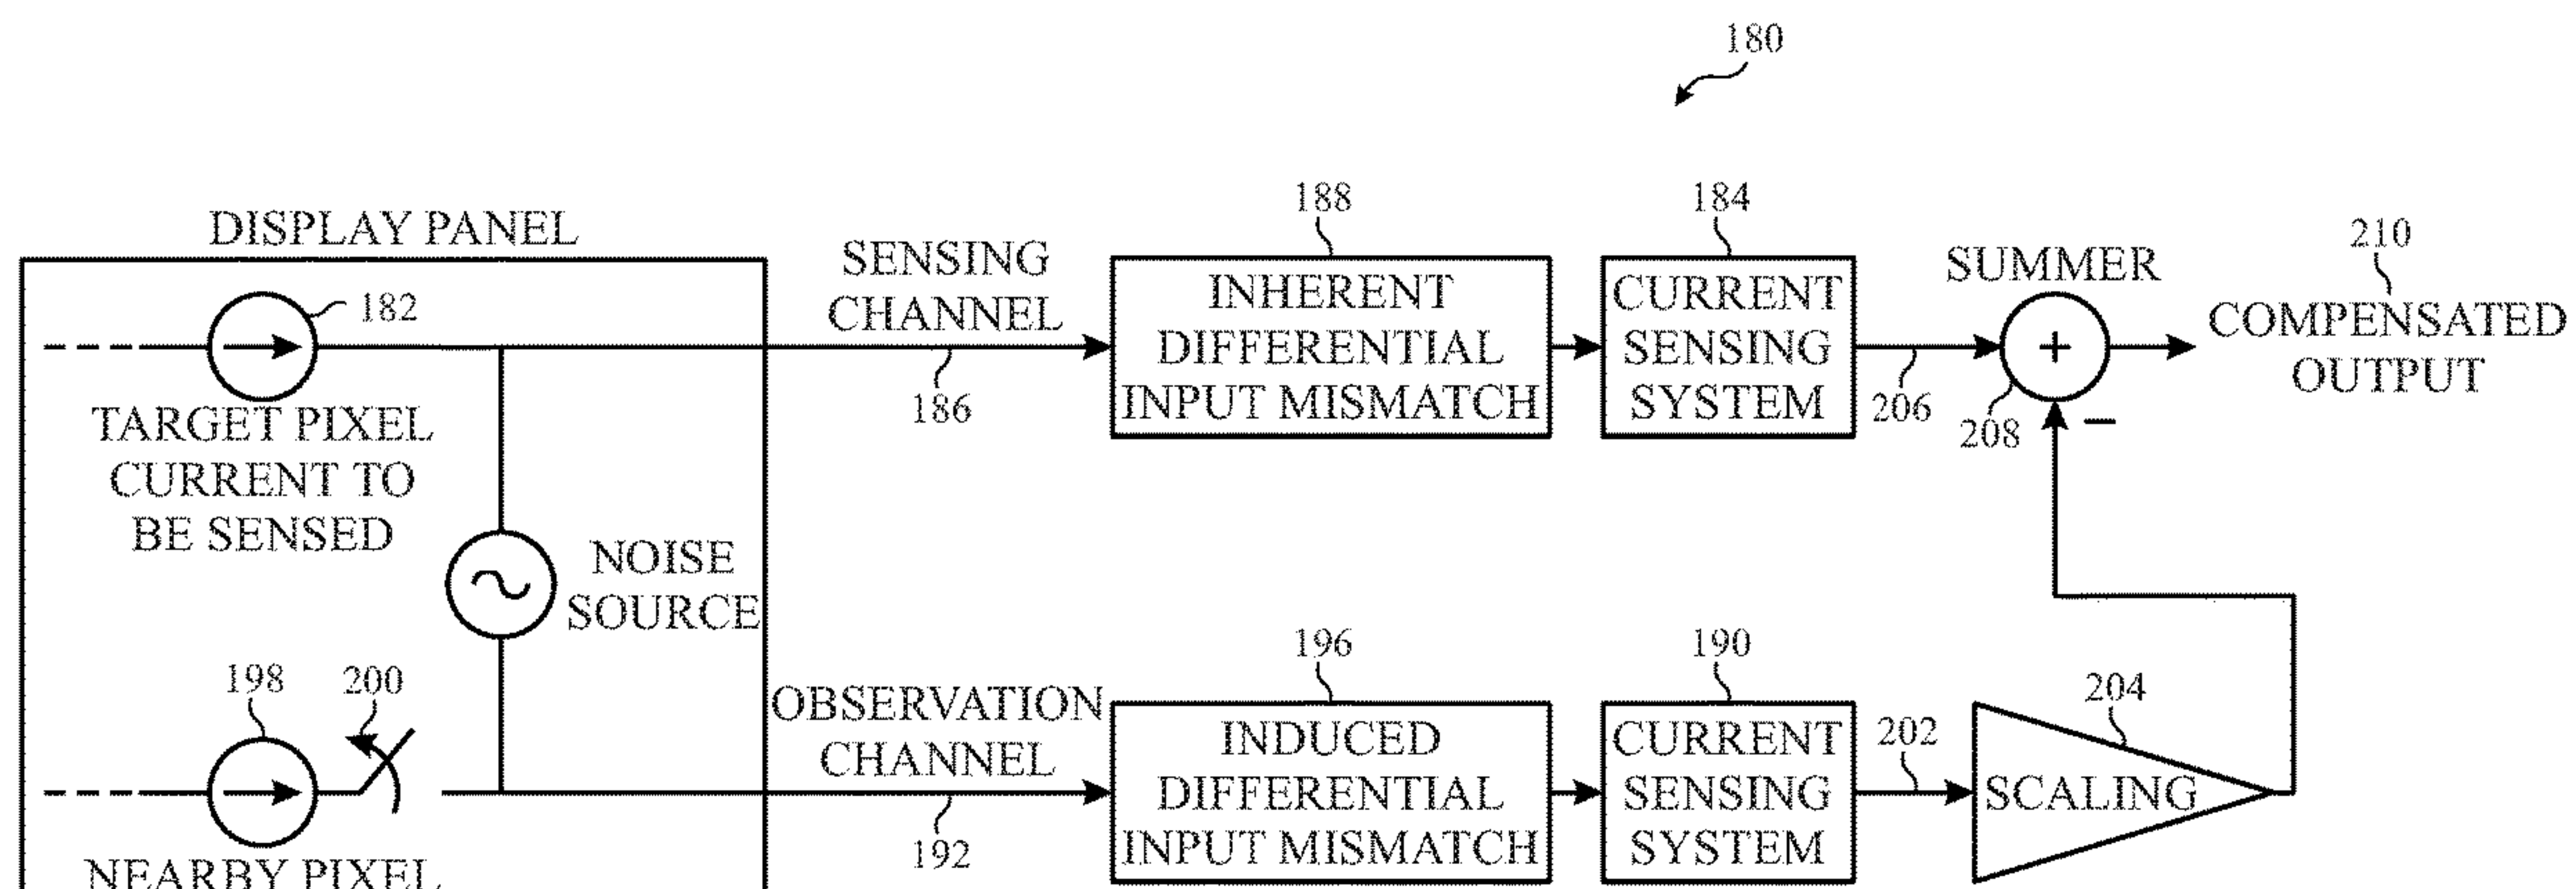 180
DISPLAY PANEL
182
TARGET PIXEL
CURRENT TO
BE SENSED
NOISE
SOURCE
198
200
NEARBY PIXEL
SENSING
CHANNEL
186
188
INHERENT
DIFFERENTIAL
INPUT MISMATCH
184
CURRENT
SENSING
SYSTEM
206
SUMMER
+
208
−
210
COMPENSATED
OUTPUT
OBSERVATION
CHANNEL
192
196
INDUCED
DIFFERENTIAL
INPUT MISMATCH
190
CURRENT
SENSING
SYSTEM
202
204
SCALING